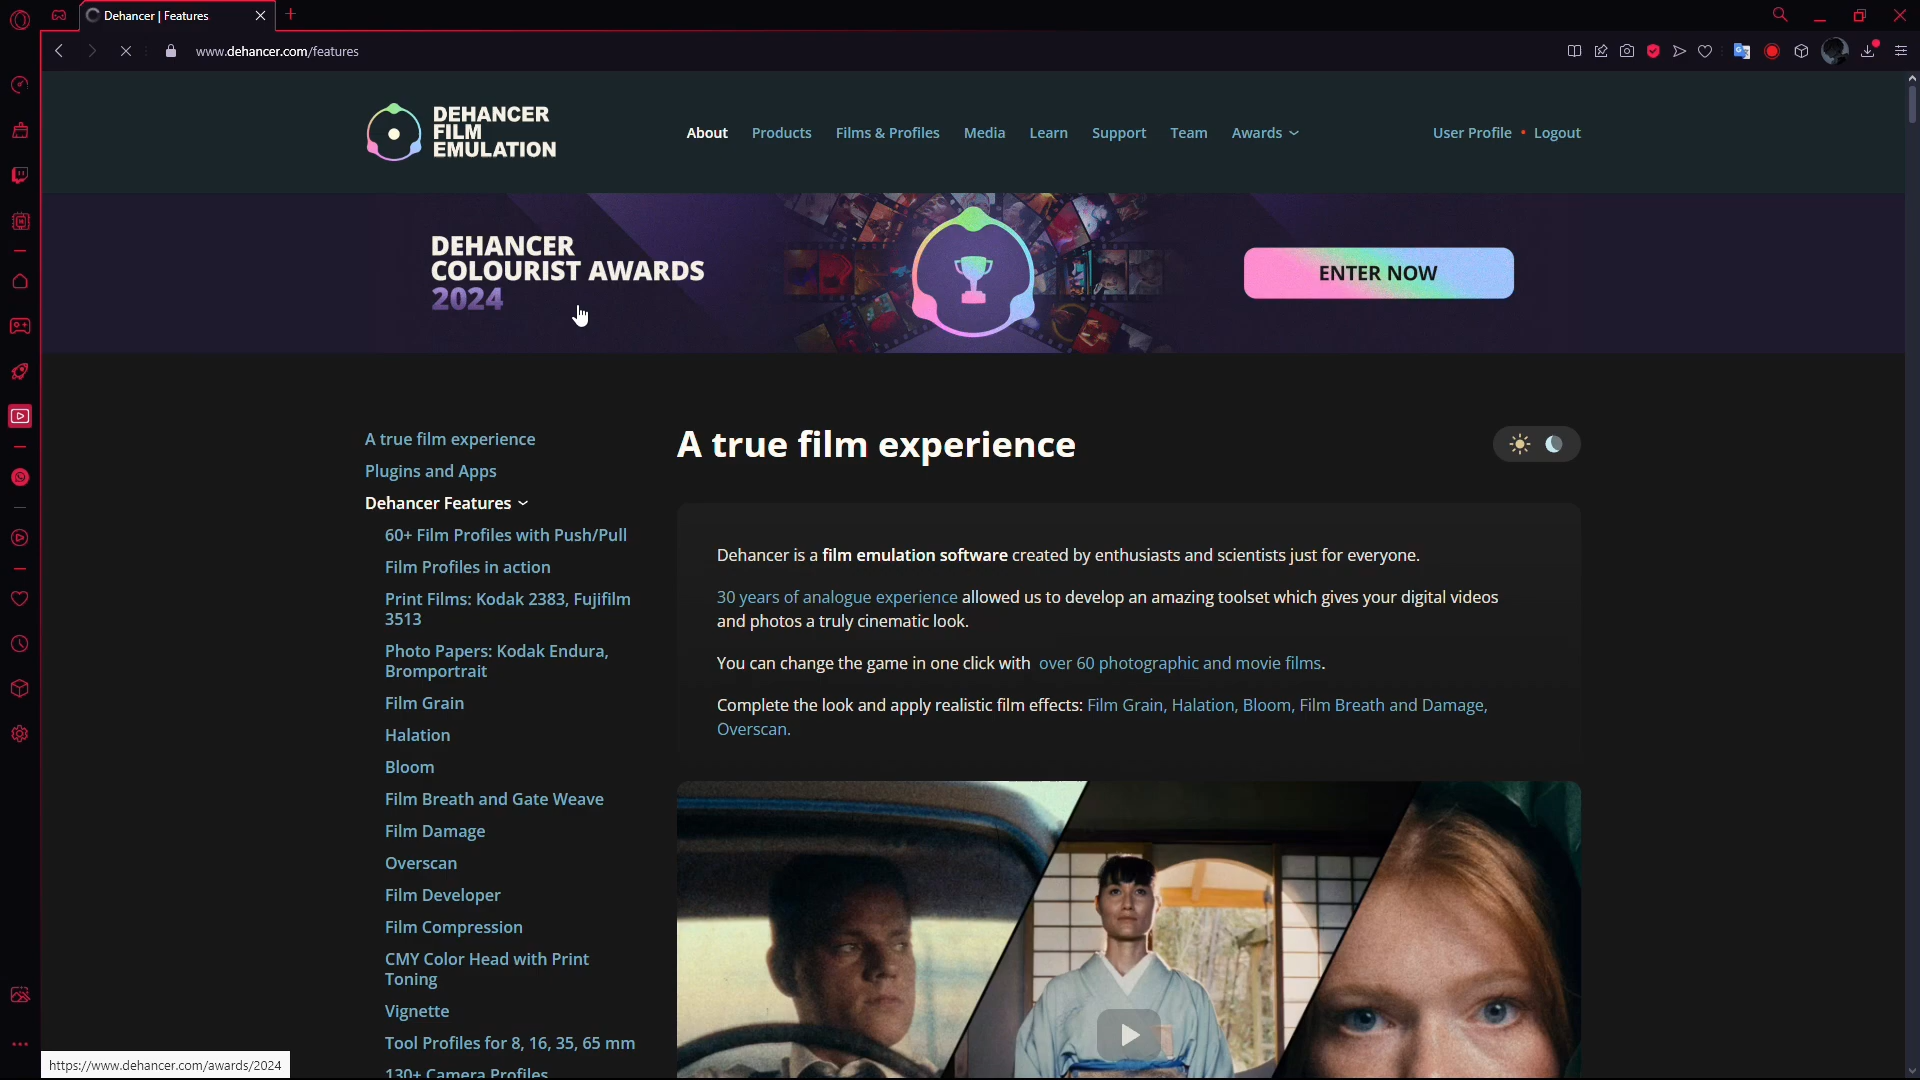 Dehancer | Features
www.dehancer.com/features
DEHANCER
FILM
EMULATION
About
Products
Films & Profiles
Media
Learn
Support
Team
Awards
User Profile • Logout
DEHANCER
COLOURIST AWARDS
2024
ENTER NOW
A true film experience
Plugins and Apps
Dehancer Features
60+ Film Profiles with Push/Pull
Film Profiles in action
Print Films: Kodak 2383, Fujifilm
3513
Photo Papers: Kodak Endura,
Bromportrait
Film Grain
Halation
Bloom
Film Breath and Gate Weave
Film Damage
Overscan
Film Developer
Film Compression
CMY Color Head with Print
Toning
Vignette
Tool Profiles for 8, 16, 35, 65 mm
130+ Camera Profiles
A true film experience
Dehancer is a film emulation software created by enthusiasts and scientists just for everyone.
30 years of analogue experience allowed us to develop an amazing toolset which gives your digital videos
and photos a truly cinematic look.
You can change the game in one click with over 60 photographic and movie films.
Complete the look and apply realistic film effects: Film Grain, Halation, Bloom, Film Breath and Damage,
Overscan.
https://www.dehancer.com/awards/2024